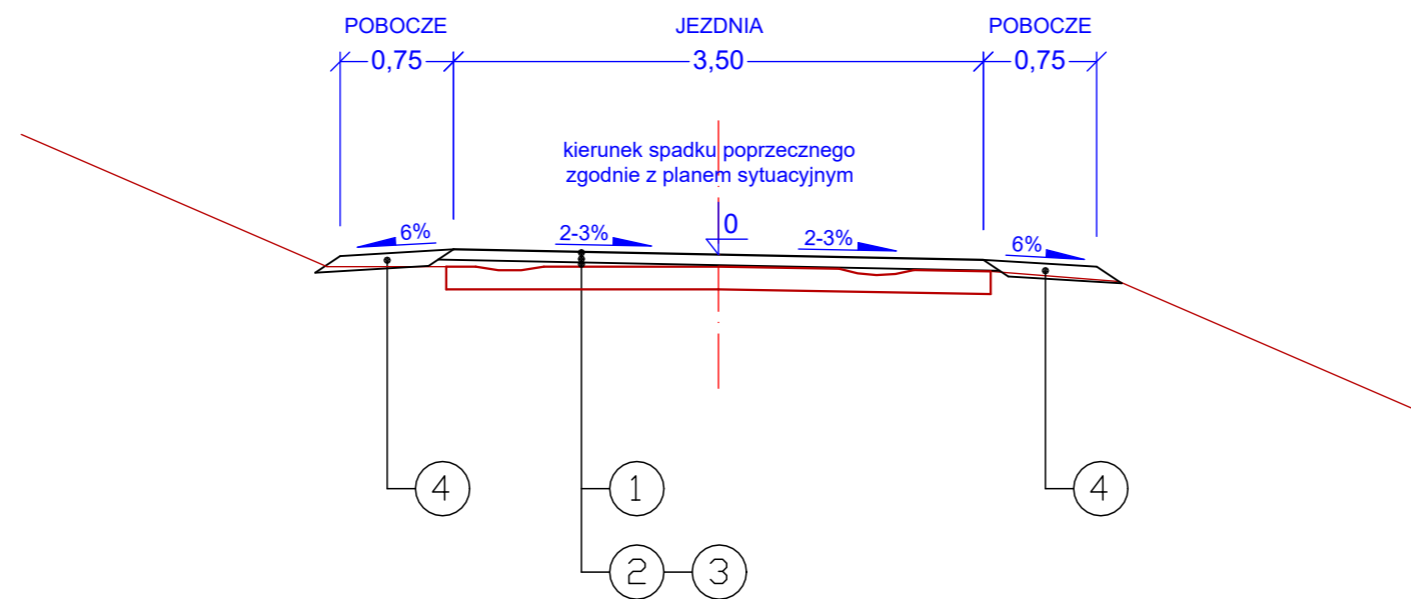 POBOCZE JEZDNIA POBOCZE
0,75 3,50 0,75
kierunek spadku poprzecznego
zgodnie z planem sytuacyjnym
0
6% 2-3% 2-3% 6%
4 1 4
2 3